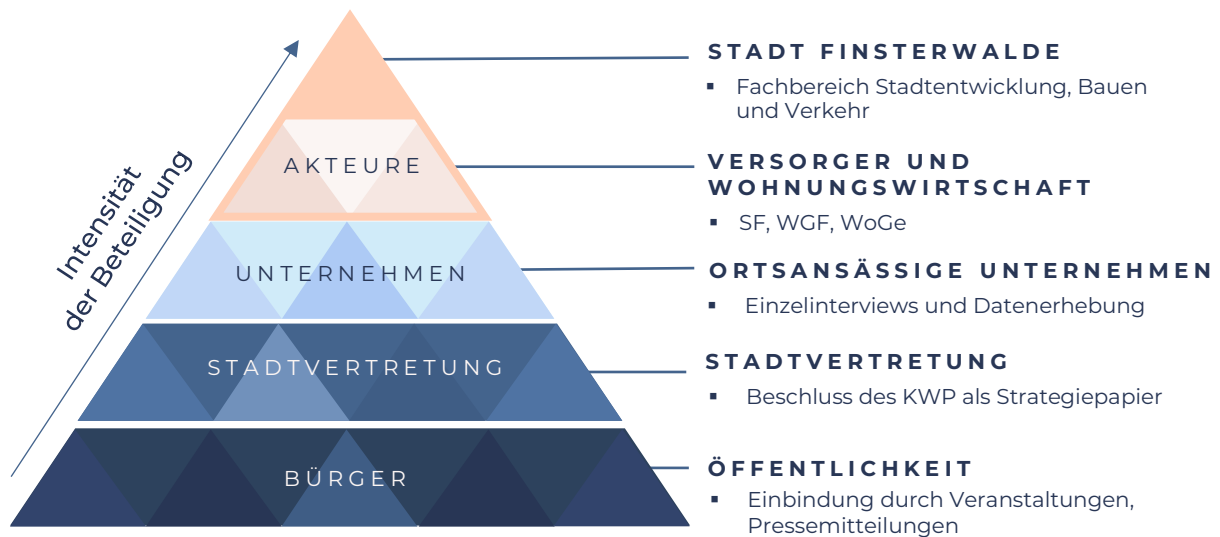 Intensität
der Beteiligung
AKTEURE
UNTERNEHMEN
STADTVERTRETUNG
BÜRGER
STADT FINSTERWALDE
▪ Fachbereich Stadtentwicklung, Bauen
und Verkehr
VERSORGER UND
WOHNUNGSWIRTSCHAFT
▪ SF, WGF, WoGe
ORTSANSÄSSIGE UNTERNEHMEN
▪ Einzelinterviews und Datenerhebung
STADTVERTRETUNG
▪ Beschluss des KWP als Strategiepapier
ÖFFENTLICHKEIT
▪ Einbindung durch Veranstaltungen,
Pressemitteilungen